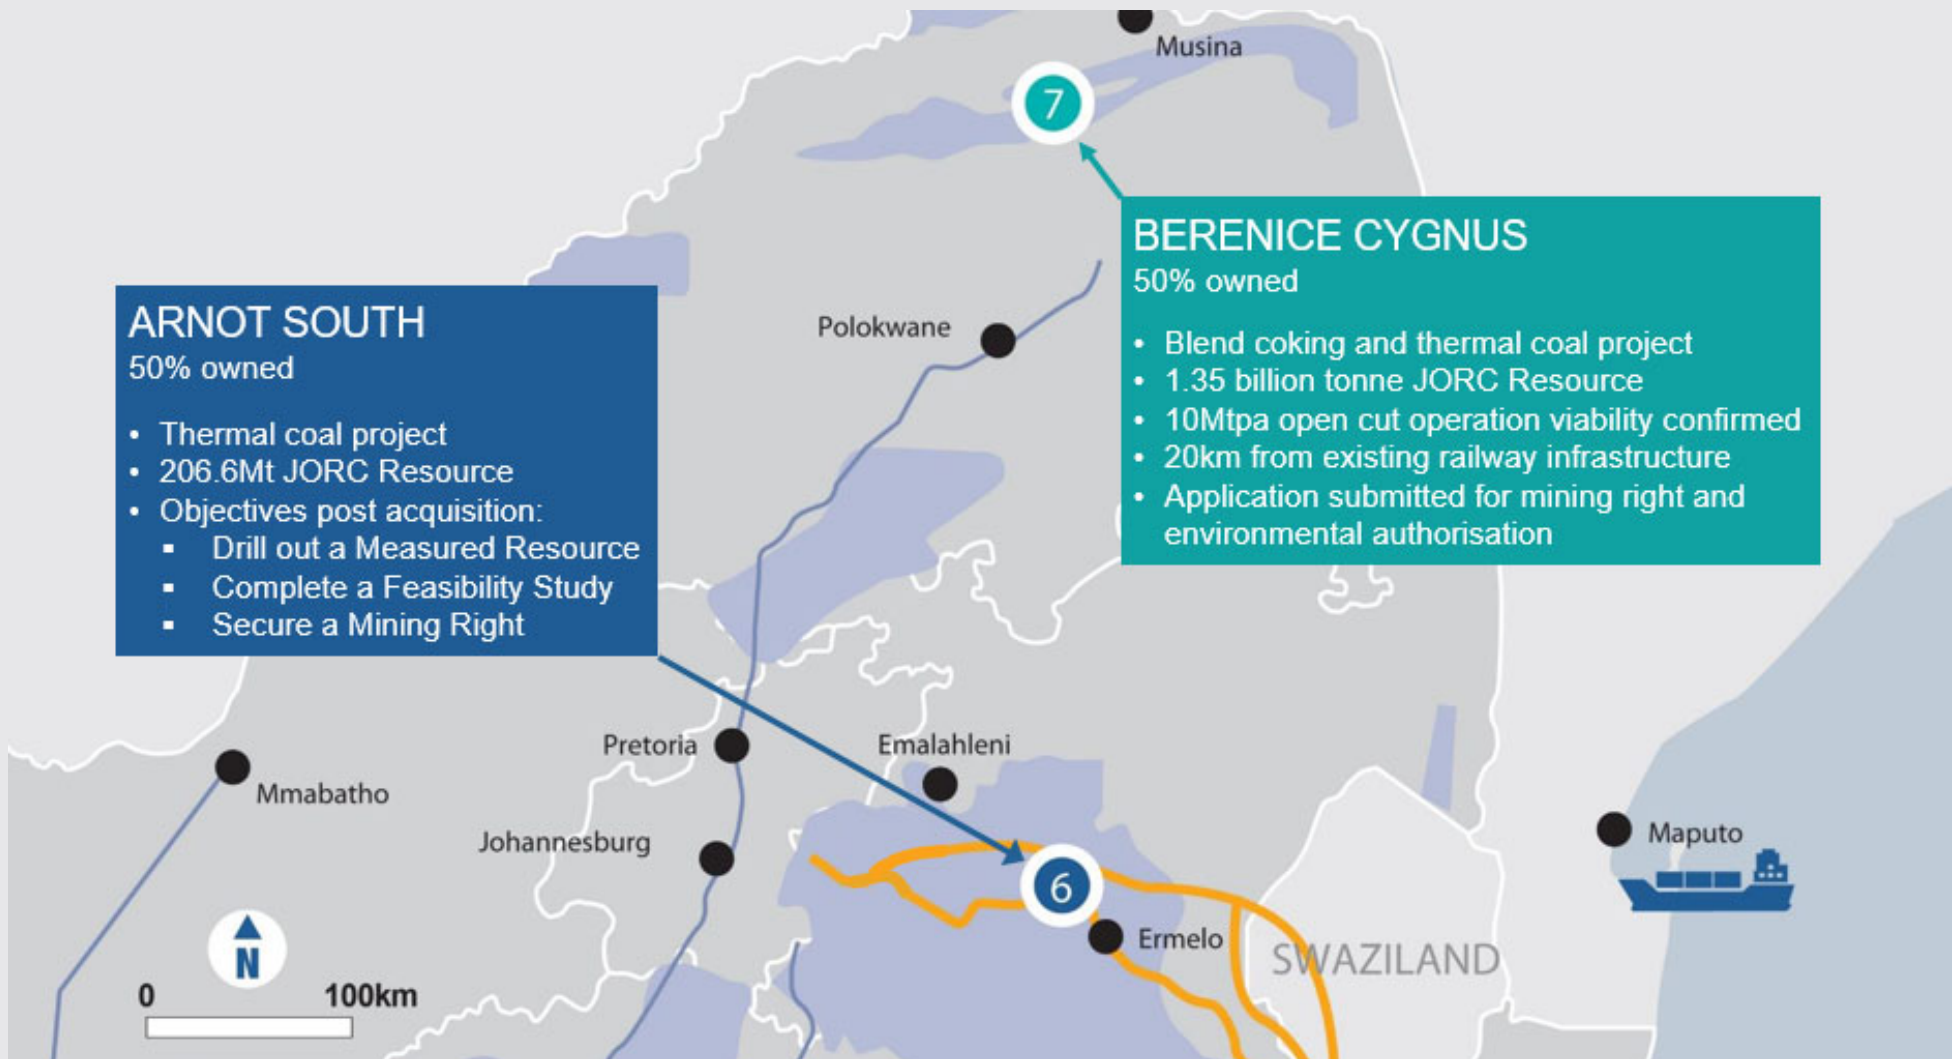 Musina
7
BERENICE CYGNUS
50% owned
• Blend coking and thermal coal project
• 1.35 billion tonne JORC Resource
• 10Mtpa open cut operation viability confirmed
• 20km from existing railway infrastructure
• Application submitted for mining right and
environmental authorisation
ARNOT SOUTH
50% owned
• Thermal coal project
• 206.6Mt JORC Resource
• Objectives post acquisition:
▪ Drill out a Measured Resource
▪ Complete a Feasibility Study
▪ Secure a Mining Right
Polokwane
Pretoria
Emalahleni
Mmabatho
Johannesburg
Maputo
6
Ermelo
SWAZILAND
N
0 100km